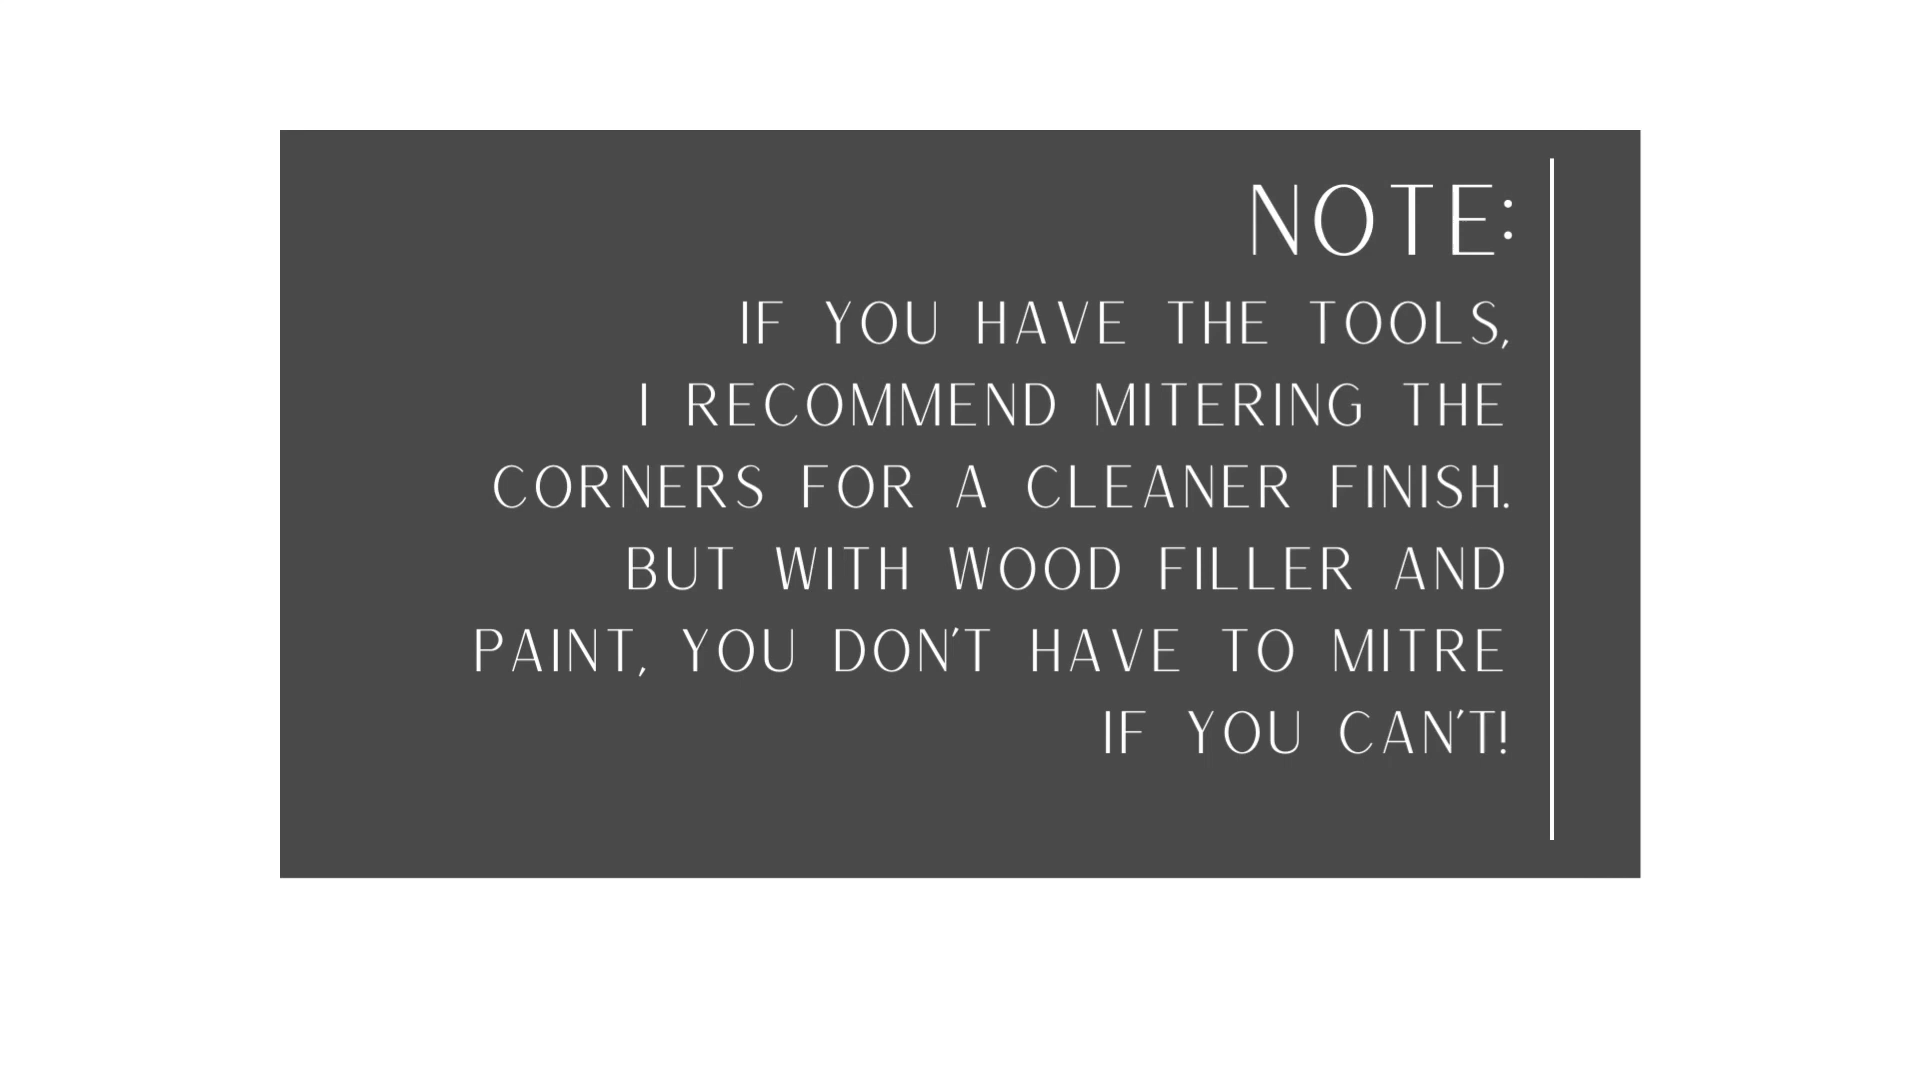 NOTE:
IF YOU HAVE THE TOOLS,
I RECOMMEND MITERING THE
CORNERS FOR A CLEANER FINISH.
BUT WITH WOOD FILLER AND
PAINT, YOU DON'T HAVE TO MITRE
IF YOU CAN'T!